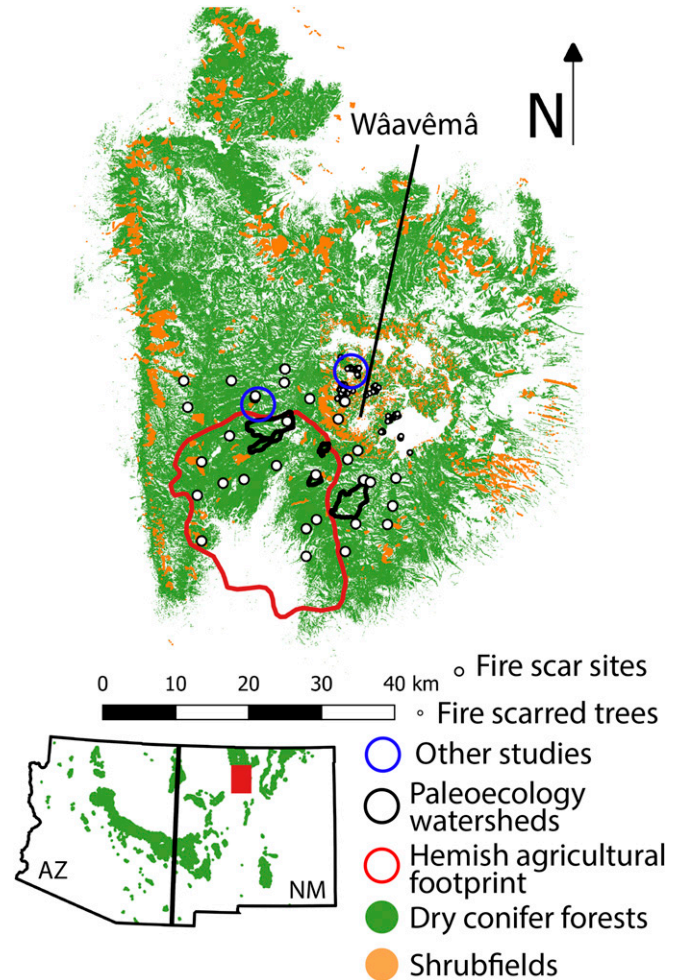 N
Wâavêmâ
0 10 20 30 40 km
Fire scar sites
Fire scarred trees
Other studies
Paleoecology
watersheds
Hemish agricultural
footprint
Dry conifer forests
Shrubfields
AZ
NM